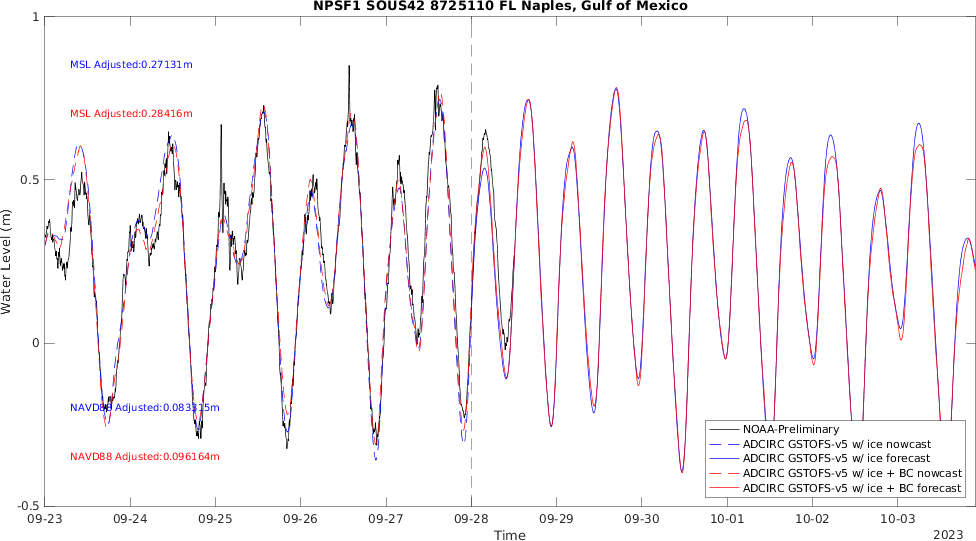 NPSF1 SOUS42 8725110 FL Naples, Gulf of Mexico
1
0.5
0
-0.5
Water Level (m)
MSL Adjusted:0.27131m
MSL Adjusted:0.28416m
NAVD88 Adjusted:0.083315m
NAVD88 Adjusted:0.096164m
NOAA-Preliminary
ADCIRC GSTOFS-v5 w/ ice nowcast
ADCIRC GSTOFS-v5 w/ ice forecast
ADCIRC GSTOFS-v5 w/ ice + BC nowcast
ADCIRC GSTOFS-v5 w/ ice + BC forecast
09-23 09-24 09-25 09-26 09-27 09-28 09-29 09-30 10-01 10-02 10-03
Time
2023